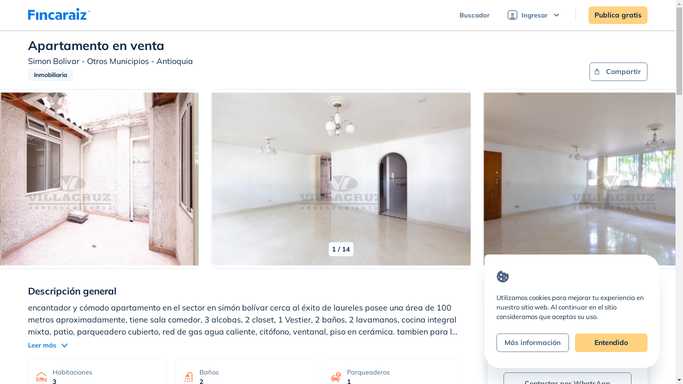 Fincaraiz
Buscador
Ingresar
Publica gratis
Apartamento en venta
Simon Bolivar - Otros Municipios - Antioquia
Inmobiliaria
Compartir
VILLACRUZ
VILLACRUZ
VILLACRUZ
1 / 14
Descripción general
encantador y cómodo apartamento en el sector en simón bolívar cerca al éxito de laureles posee una área de 100
metros aproximadamente, tiene sala comedor, 3 alcobas, 2 closet, 1 Vestier, 2 baños, 2 lavamanos, cocina integral
mixta, patio, parqueadero cubierto, red de gas agua caliente, citófono, ventanal, piso en cerámica. tambien para l...
Leer más
Habitaciones
3
Baños
2
Parqueaderos
1
Utilizamos cookies para mejorar tu experiencia en
nuestro sitio web. Al continuar en el sitio
consideramos que aceptas su uso.
Más información
Entendido
Contactar por WhatsApp